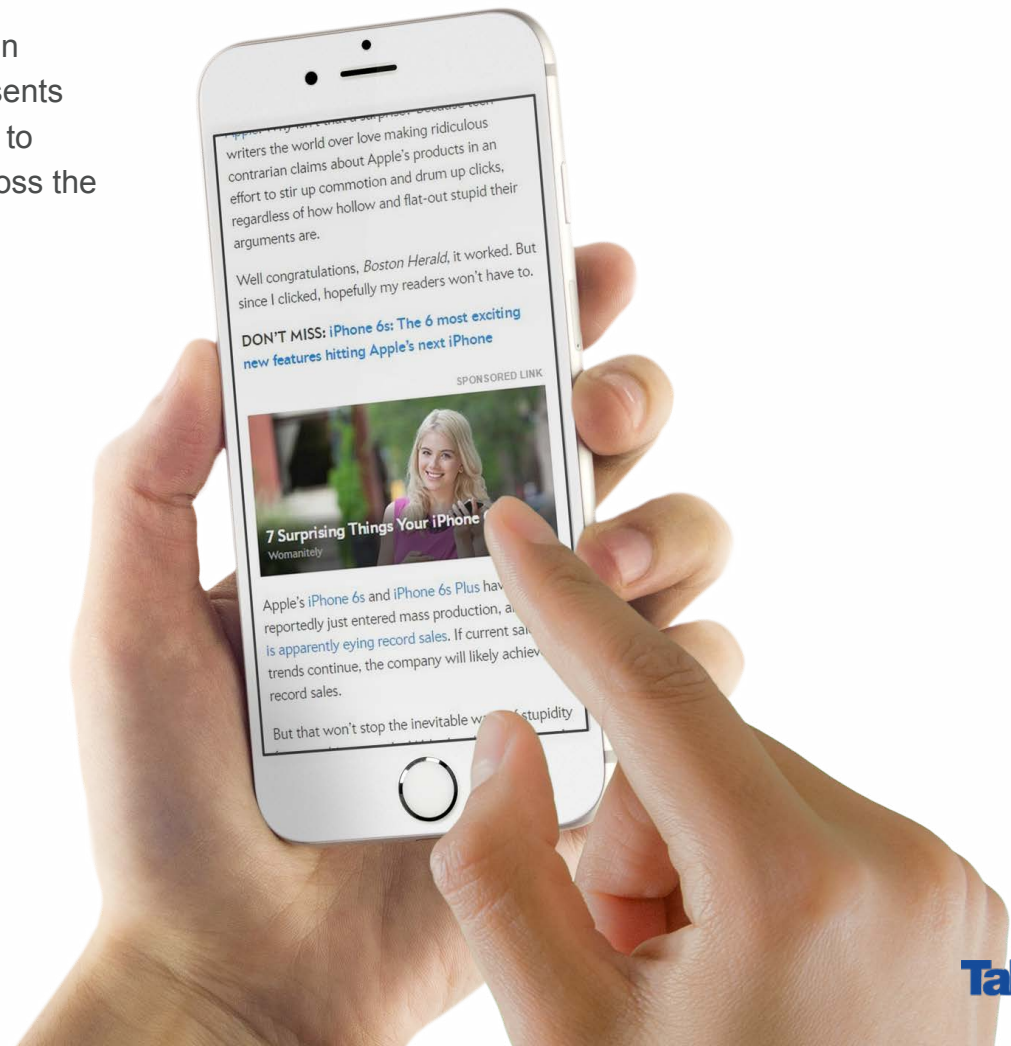 to
the
writers the world over love making ridiculous
contrarian claims about Apple's products in an
effort to stir up commotion and drum up clicks,
regardless of how hollow and flat-out stupid their
arguments are.
Well congratulations, Boston Herald, it worked. But
since I clicked, hopefully my readers won't have to.
DON'T MISS: iPhone 6s: The 6 most exciting
new features hitting Apple's next iPhone
SPONSORED LINK
7 Surprising Things Your iPhone
Womanitely
Apple's iPhone 6s and iPhone 6s Plus hav
reportedly just entered mass production, a
is apparently eying record sales. If current sal
trends continue, the company will likely achiev
record sales.
But that won't stop the inevitable w stupidity